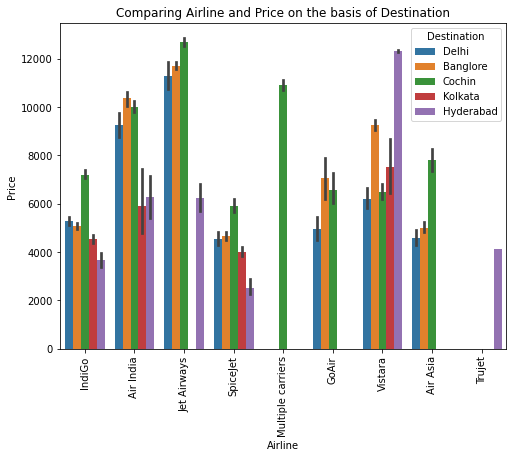 Comparing Airline and Price on the basis of Destination
Destination
Delhi
Banglore
Cochin
Kolkata
Hyderabad
Price
12000
10000
8000
6000
4000
2000
0
IndiGo
Air India
Jet Airways
SpiceJet
Multiple carriers
GoAir
Vistara
Air Asia
Trujet
Airline